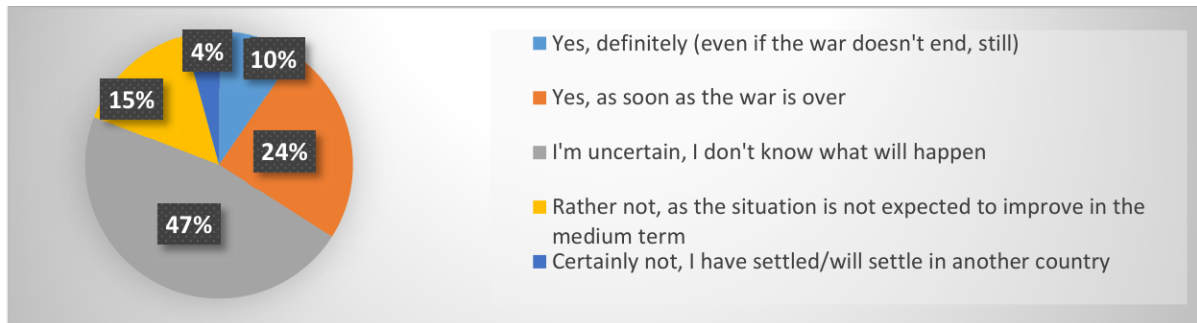 4%
10%
15%
24%
47%
Yes, definitely (even if the war doesn't end, still)
Yes, as soon as the war is over
I'm uncertain, I don't know what will happen
Rather not, as the situation is not expected to improve in the
medium term
Certainly not, I have settled/will settle in another country